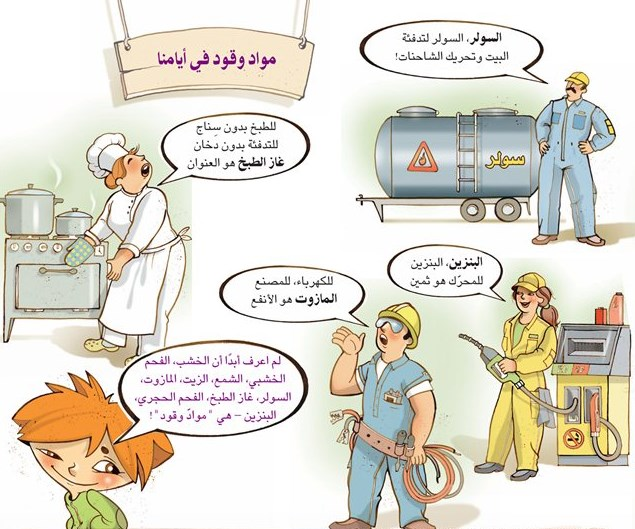 مواد وقود في أيامنا
السولر، السولر لتدفئة
البيت وتحريك الشاحنات!
للطبخ بدون سِناج
للتدفئة بدون دخان
غاز الطبخ هو العنوان
سولر
البنزين، البنزين
للمحرّك هو ثمين
للكهرباء، للمصنع
المازوت هو الأنفع
لم اعرف أبدًا أن الخشب، الفحم
الخشبي، الشمع، الزيت، المازوت،
السولر، غاز الطبخ، الفحم الحجري،
البنزين – هي "موادّ وقود"!